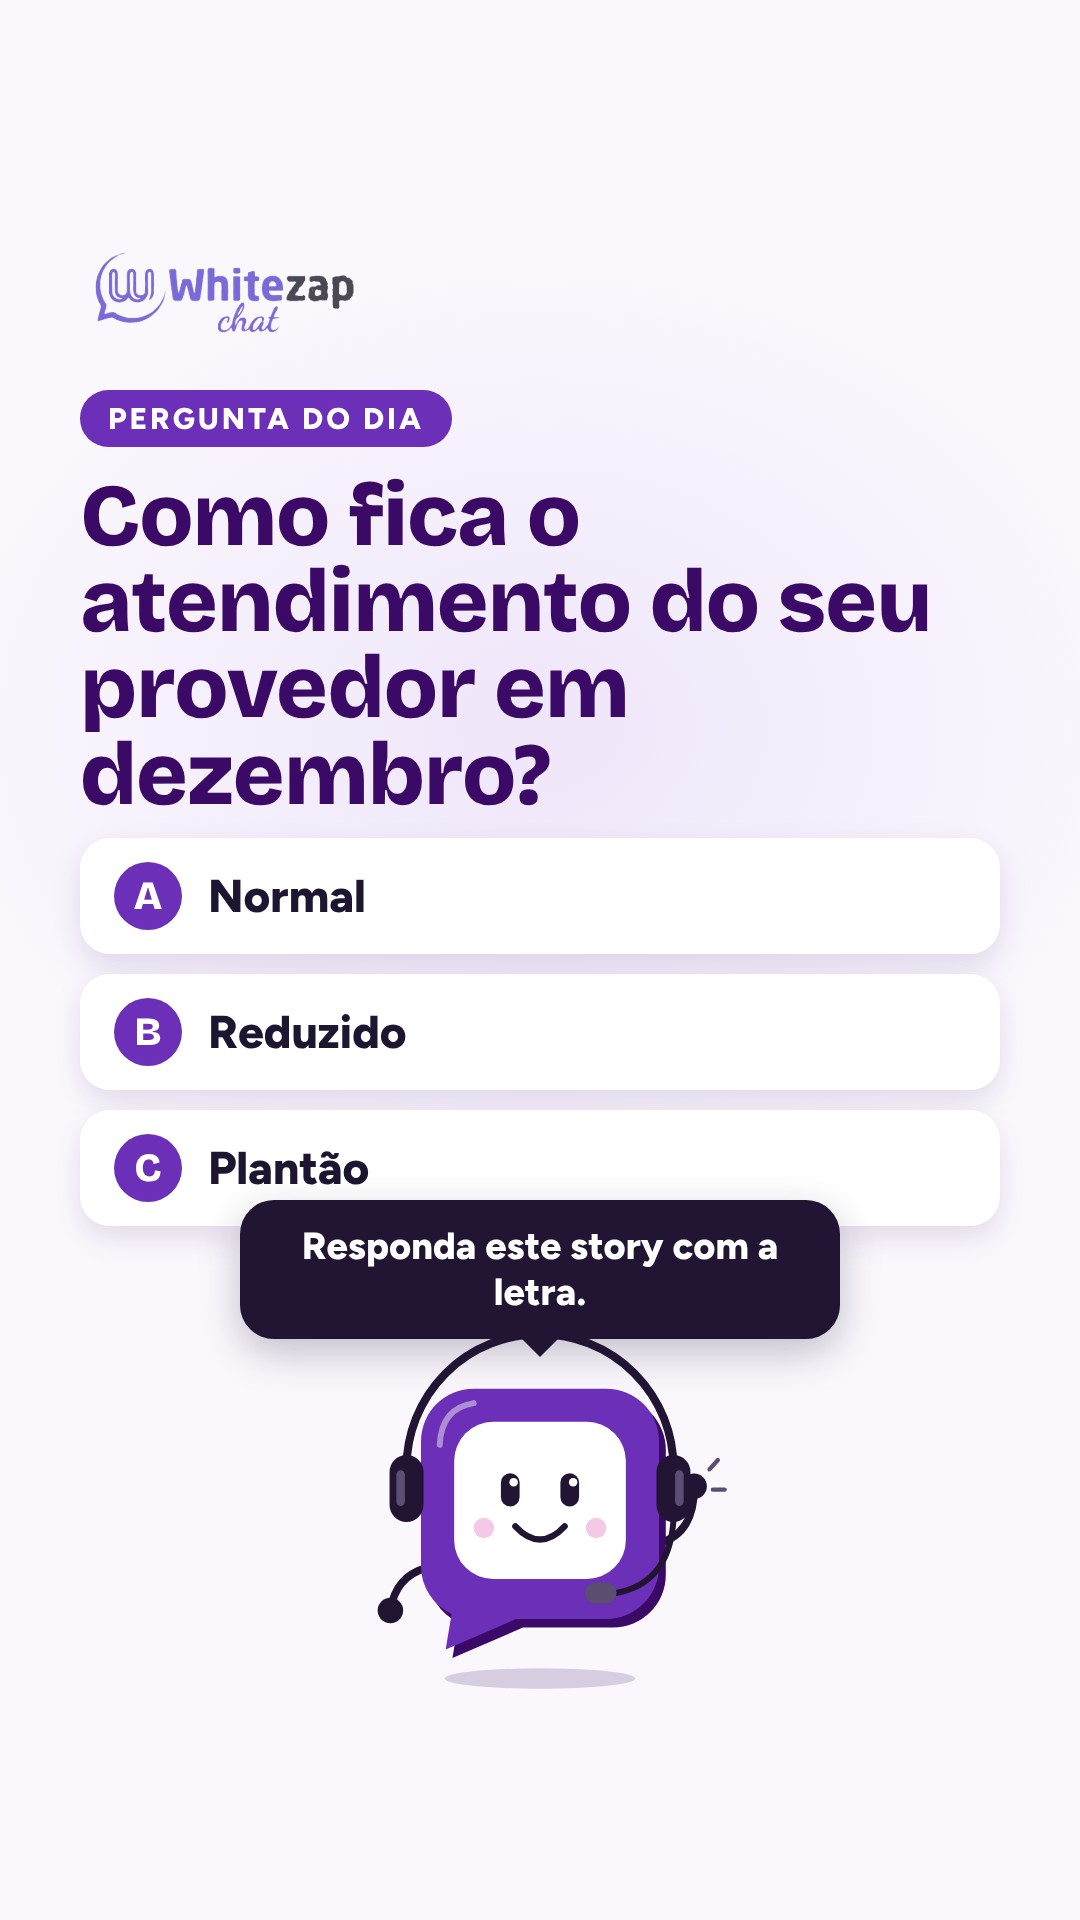 Whitezap
chat
PERGUNTA DO DIA
Como fica o
atendimento do seu
provedor em
dezembro?
A Normal
B Reduzido
C Plantão
Responda este story com a
letra.